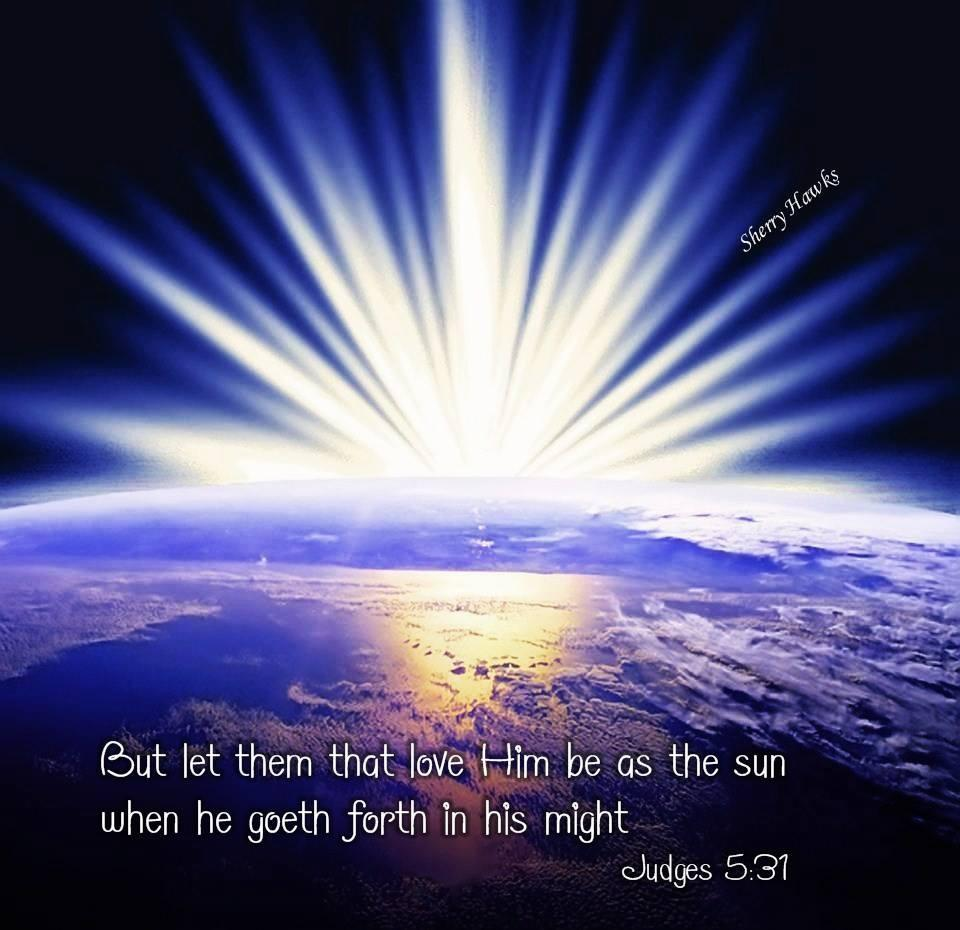 Sherry Hawks
But let them that love Him be as the sun
when he goeth forth in his might
Judges 5:31